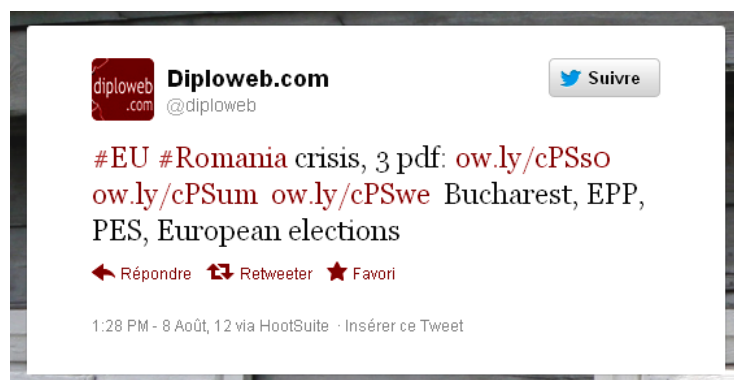 diploweb
.com
Diploweb.com
@diploweb
Suivre
#EU #Romania crisis, 3 pdf: ow.ly/cPSs0
ow.ly/cPSum ow.ly/cPSwe Bucharest, EPP,
PES, European elections
Répondre Retweeter Favori
1:28 PM - 8 Août, 12 via HootSuite · Insérer ce Tweet